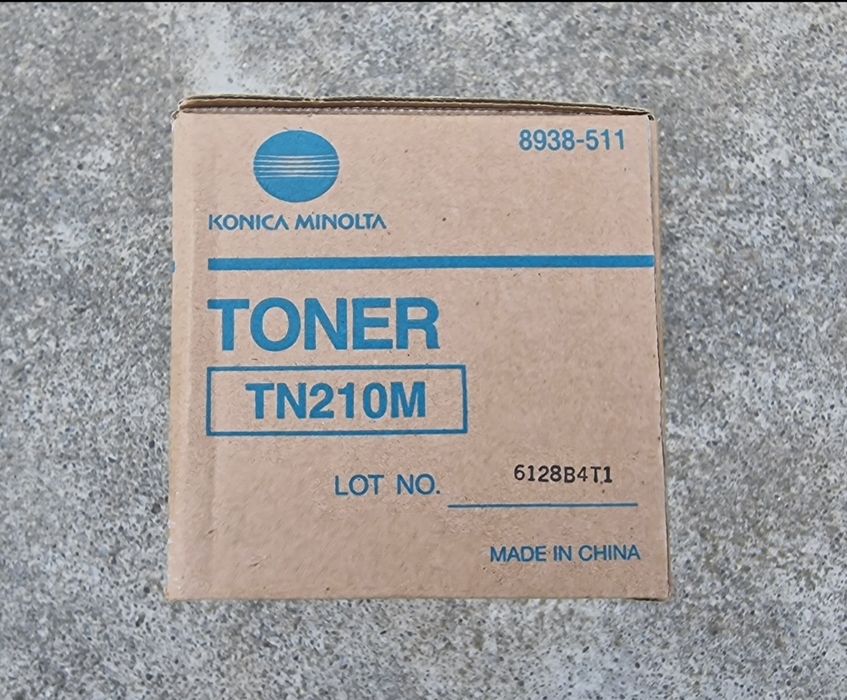 8938-511
KONICA MINOLTA
TONER
TN210M
LOT NO. 6128B4T1
MADE IN CHINA